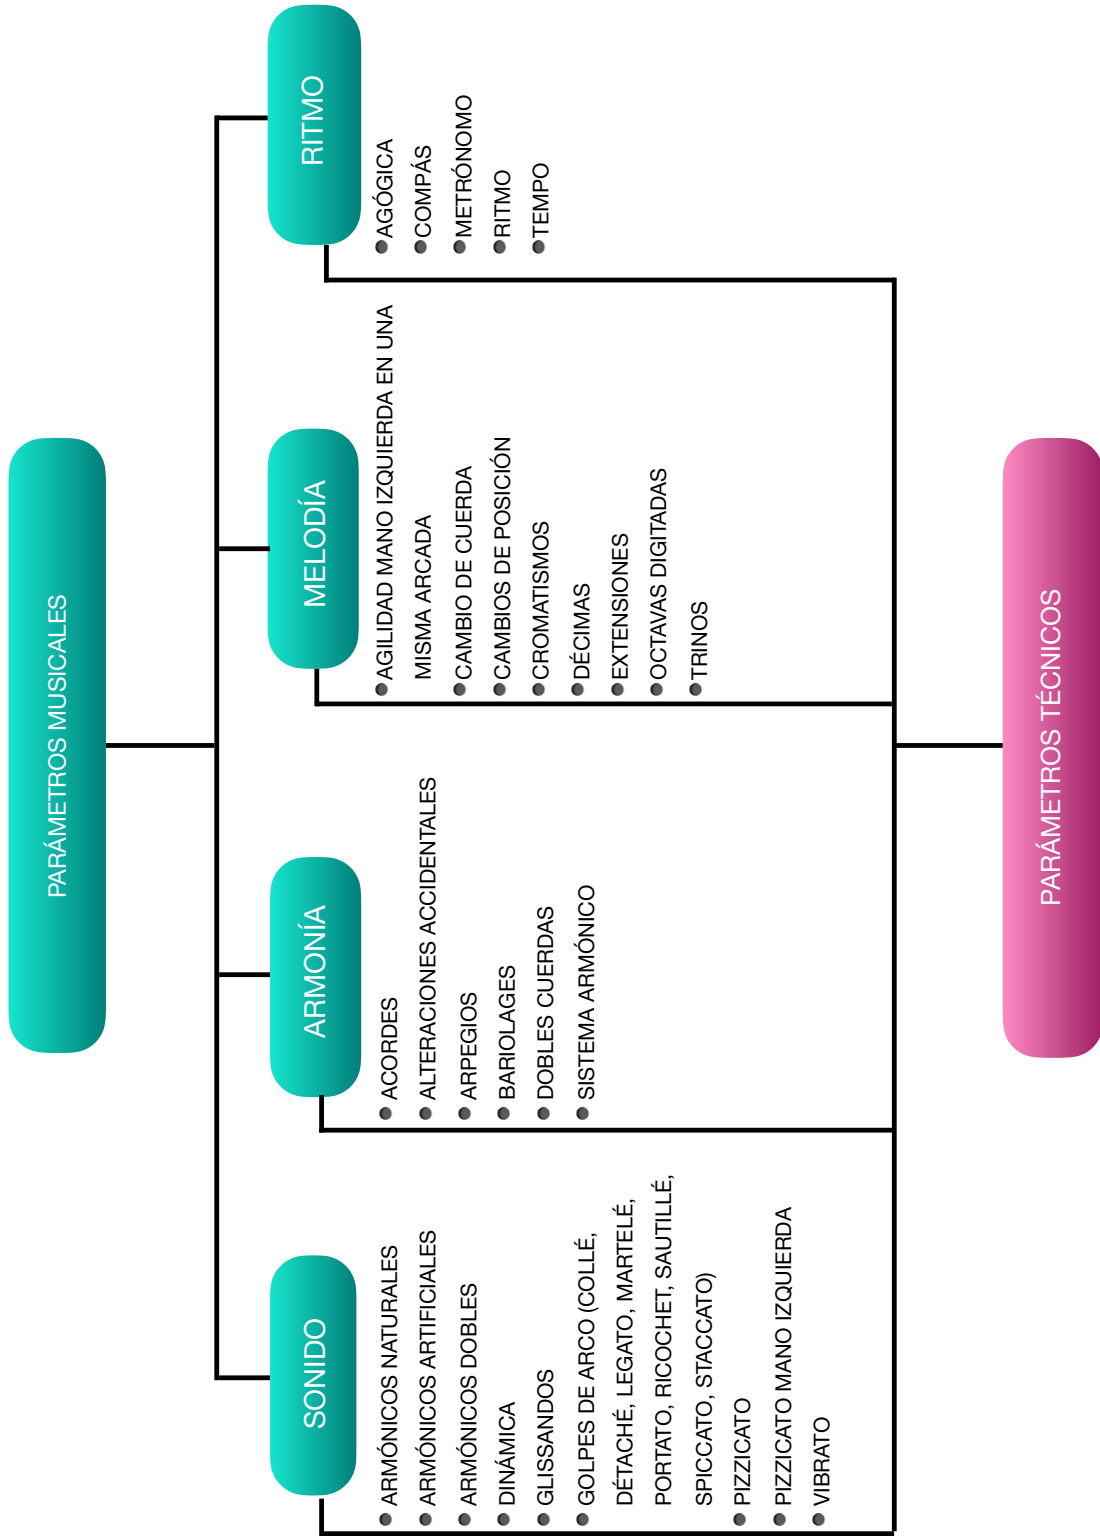 PARÁMETROS MUSICALES
SONIDO
ARMÓNICOS NATURALES
ARMÓNICOS ARTIFICIALES
ARMÓNICOS DOBLES
DINÁMICA
GLISSANDOS
GOLPES DE ARCO (COLLÉ,
DÉTACHÉ, LEGATO, MARTELÉ,
PORTATO, RICOCHET, SAUTILLÉ,
SPICCATO, STACCATO)
PIZZICATO
PIZZICATO MANO IZQUIERDA
VIBRATO
ARMONÍA
ACORDES
ALTERACIONES ACCIDENTALES
ARPEGIOS
BARIOLAGES
DOBLES CUERDAS
SISTEMA ARMÓNICO
MELODÍA
AGILIDAD MANO IZQUIERDA EN UNA
MISMA ARCADA
CAMBIO DE CUERDA
CAMBIOS DE POSICIÓN
CROMATISMOS
DÉCIMAS
EXTENSIONES
OCTAVAS DIGITADAS
TRINOS
RITMO
AGÓGICA
COMPÁS
METRÓNOMO
RITMO
TEMPO
PARÁMETROS TÉCNICOS